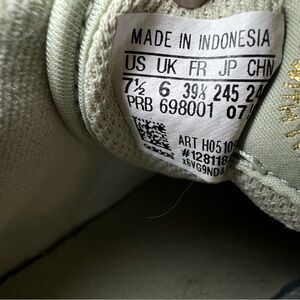 MADE IN INDONESIA
US UK FR JP CHN
7½ 6 39⅓ 245 24
PRB 698001 07
ART H0510
#128118
adidas